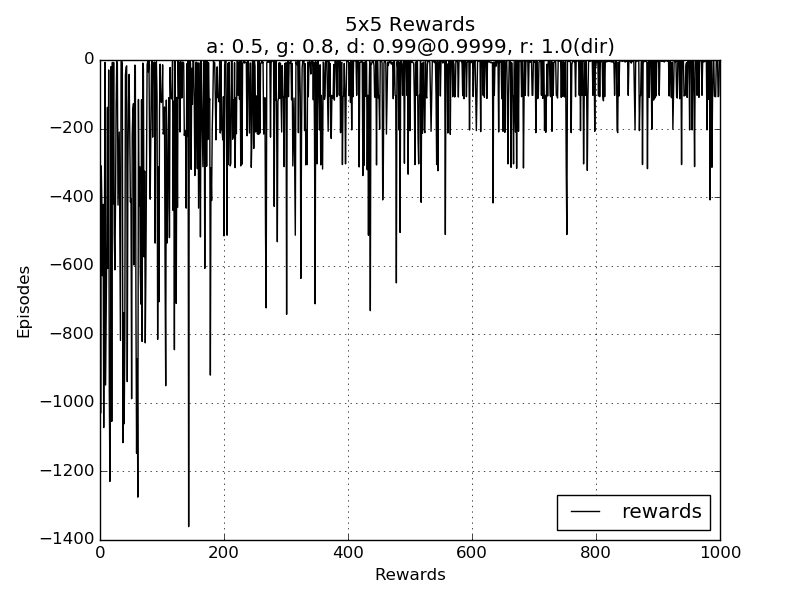 5x5 Rewards
a: 0.5, g: 0.8, d: 0.99@0.9999, r: 1.0(dir)
0
−200
−400
−600
−800
−1000
−1200
−1400
Episodes
rewards
0 200 400 600 800 1000
Rewards